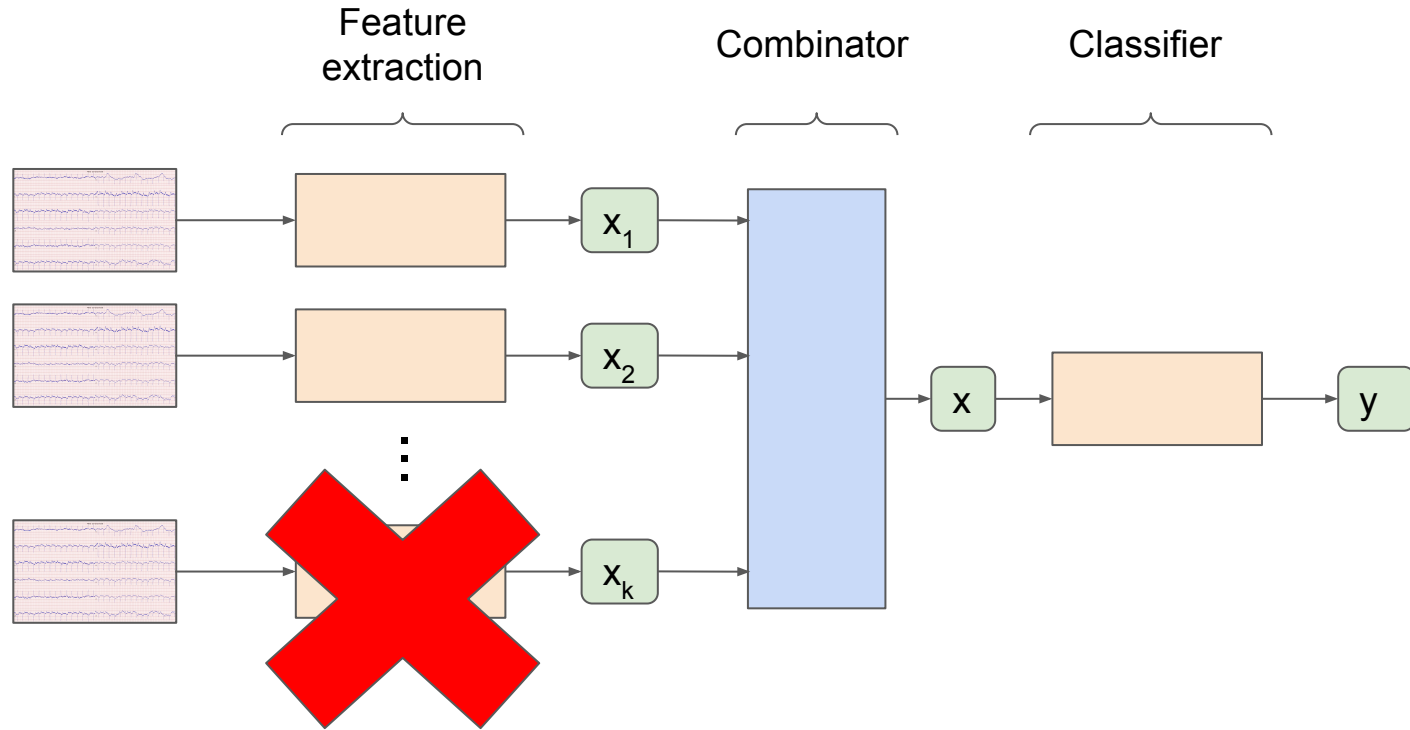 Feature
extraction
Combinator
Classifier
x₁
x₂
x
y
xₖ